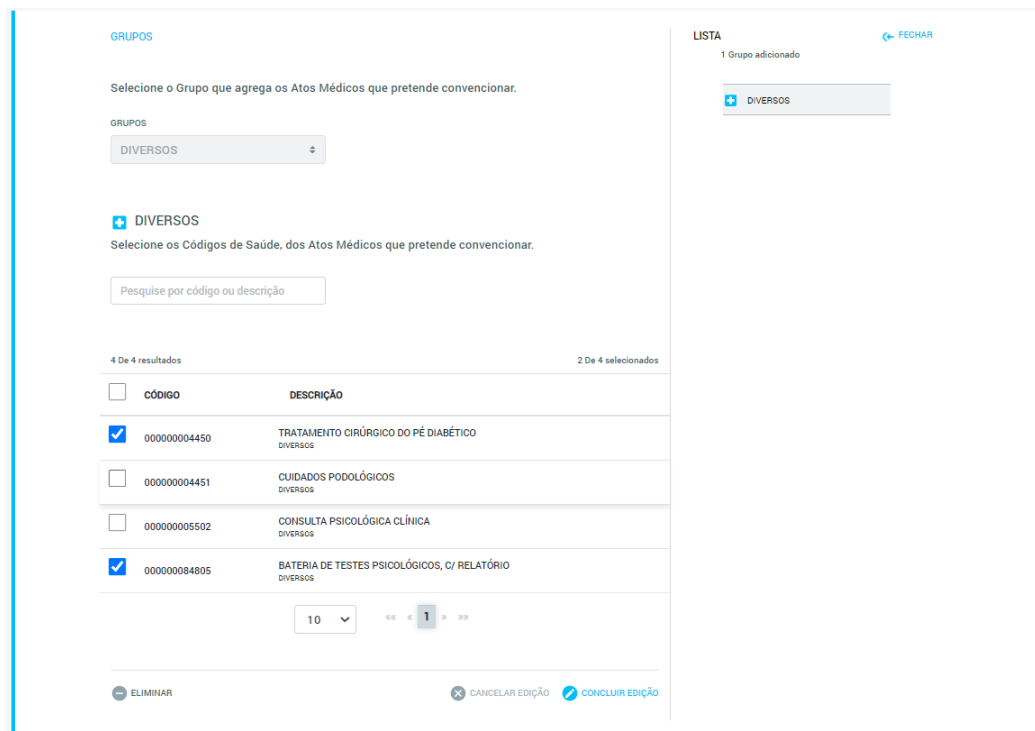 GRUPOS
Selecione o Grupo que agrega os Atos Médicos que pretende convencionar.
GRUPOS
DIVERSOS
DIVERSOS
Selecione os Códigos de Saúde, dos Atos Médicos que pretende convencionar.
Pesquise por código ou descrição
4 De 4 resultados 2 De 4 selecionados
CÓDIGO DESCRIÇÃO
000000004450 TRATAMENTO CIRÚRGICO DO PÉ DIABÉTICO
DIVERSOS
000000004451 CUIDADOS PODOLÓGICOS
DIVERSOS
000000005502 CONSULTA PSICOLÓGICA CLÍNICA
DIVERSOS
000000084805 BATERIA DE TESTES PSICOLÓGICOS, C/ RELATÓRIO
DIVERSOS
10 «« « 1 » »»
ELIMINAR CANCELAR EDIÇÃO CONCLUIR EDIÇÃO
LISTA FECHAR
1 Grupo adicionado
DIVERSOS